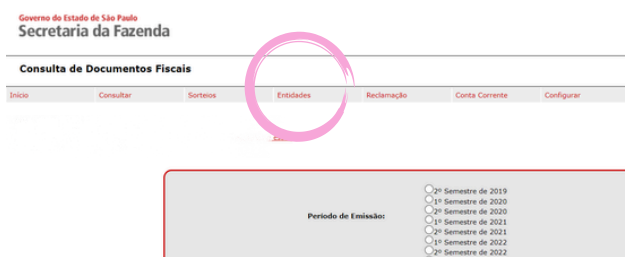 Governo do Estado de São Paulo
Secretaria da Fazenda
Consulta de Documentos Fiscais
Início Consultar Sorteios Entidades Reclamação Conta Corrente Configurar
Período de Emissão:
2º Semestre de 2019
1º Semestre de 2020
2º Semestre de 2020
1º Semestre de 2021
2º Semestre de 2021
1º Semestre de 2022
2º Semestre de 2022